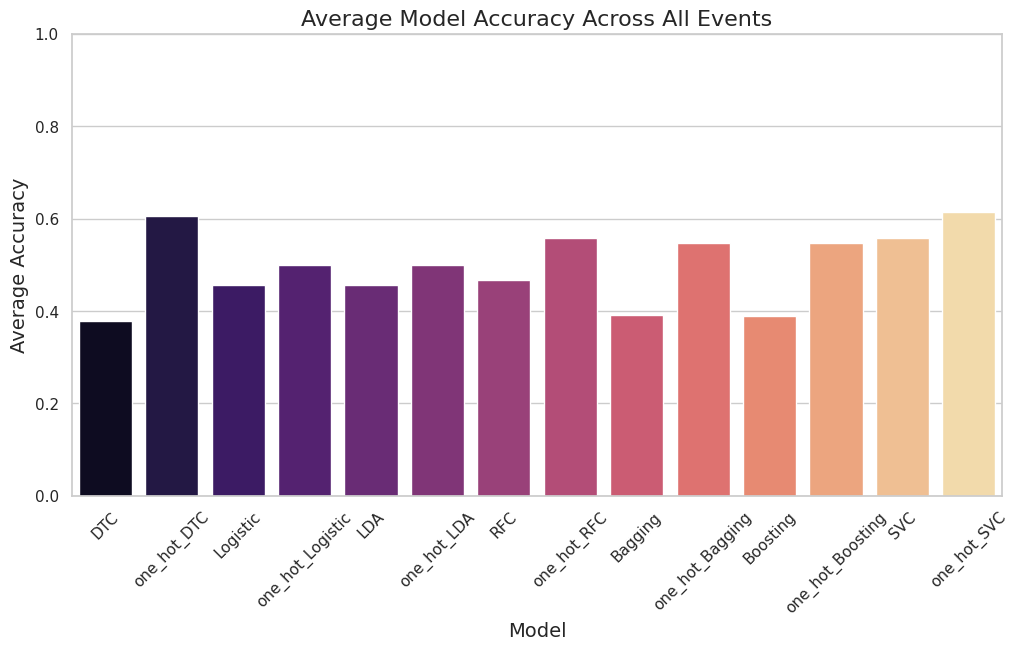 Average Model Accuracy Across All Events
Average Accuracy
1.0
0.8
0.6
0.4
0.2
0.0
DTC
one_hot_DTC
Logistic
one_hot_Logistic
LDA
one_hot_LDA
RFC
one_hot_RFC
Bagging
one_hot_Bagging
Boosting
one_hot_Boosting
SVC
one_hot_SVC
Model